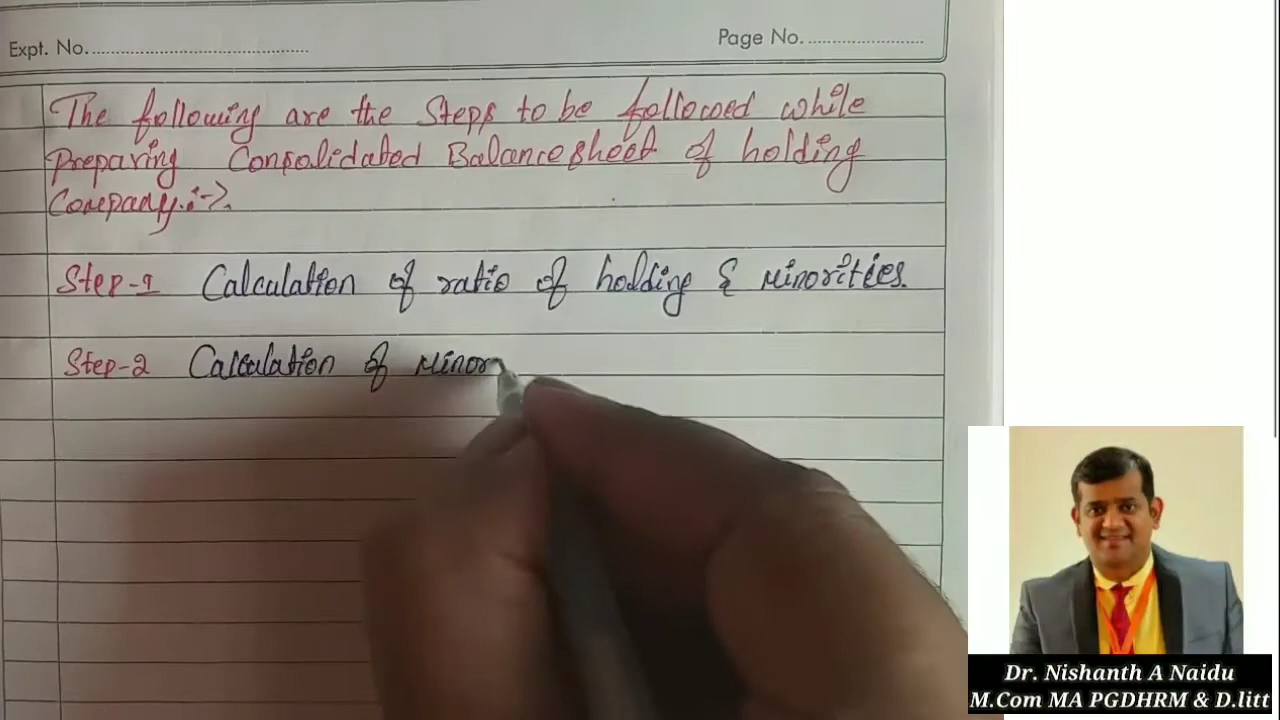 Expt. No.
Page No.
The following are the Steps to be followed while
Preparing Consolidated Balancesheet of holding
Company:->.
Step-1 Calculation of ratio of holding & Minorities.
Step-2 Calculation of Minor
Dr. Nishanth A Naidu
M.Com MA PGDHRM & D.litt